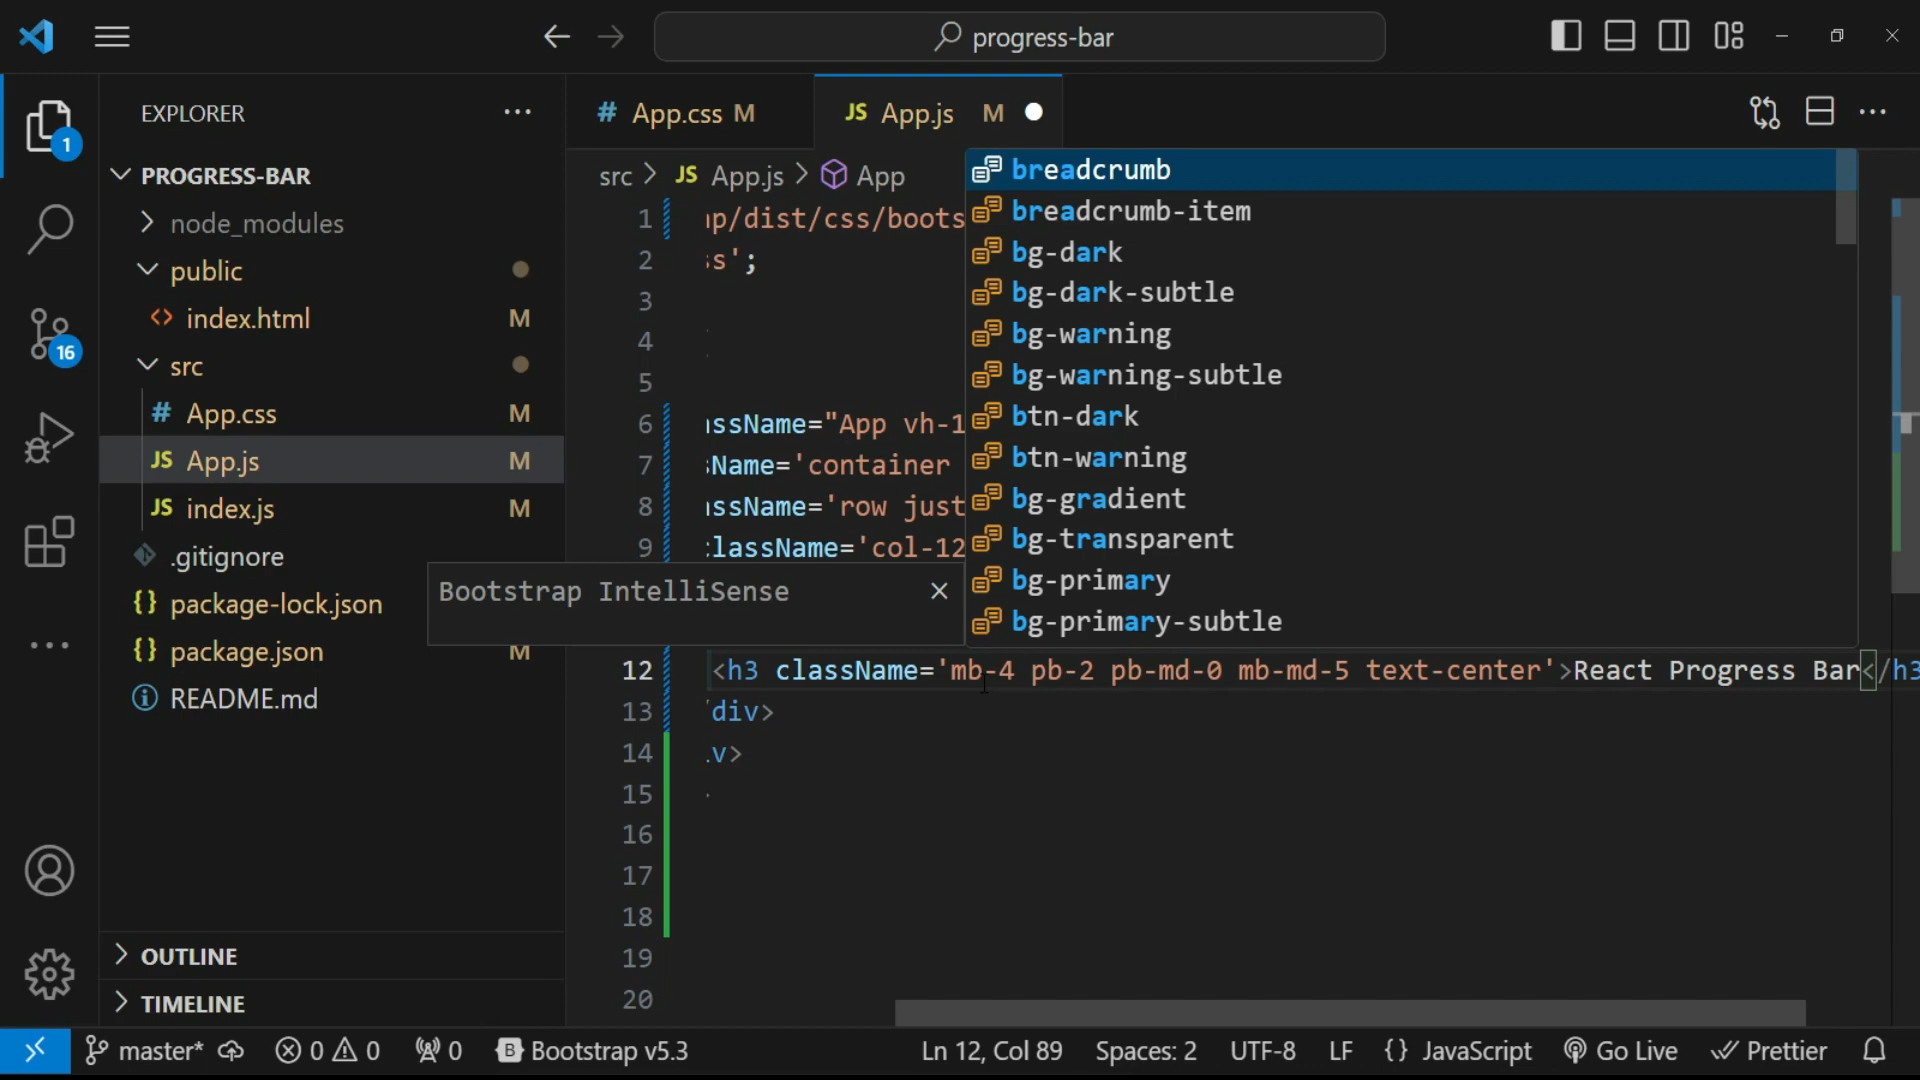 progress-bar
EXPLORER
PROGRESS-BAR
node_modules
public
<> index.html M
src
# App.css M
JS App.js M
JS index.js M
.gitignore
{} package-lock.json
{} package.json M
README.md
OUTLINE
TIMELINE
1
16
# App.css M
JS App.js M
src > JS App.js > App
1 ap/dist/css/boots
2 ss';
3
4
5
6 assName="App vh-1
7 sName='container
8 assName='row just
9 className='col-12
Bootstrap IntelliSense
breadcrumb
breadcrumb-item
bg-dark
bg-dark-subtle
bg-warning
bg-warning-subtle
btn-dark
btn-warning
bg-gradient
bg-transparent
bg-primary
bg-primary-subtle
12 <h3 className='mb-4 pb-2 pb-md-0 mb-md-5 text-center'>React Progress Bar</h3
13 /div>
14 iv>
15
16
17
18
19
20
master* 0 0 0 B Bootstrap v5.3 Ln 12, Col 89 Spaces: 2 UTF-8 LF {} JavaScript Go Live Prettier